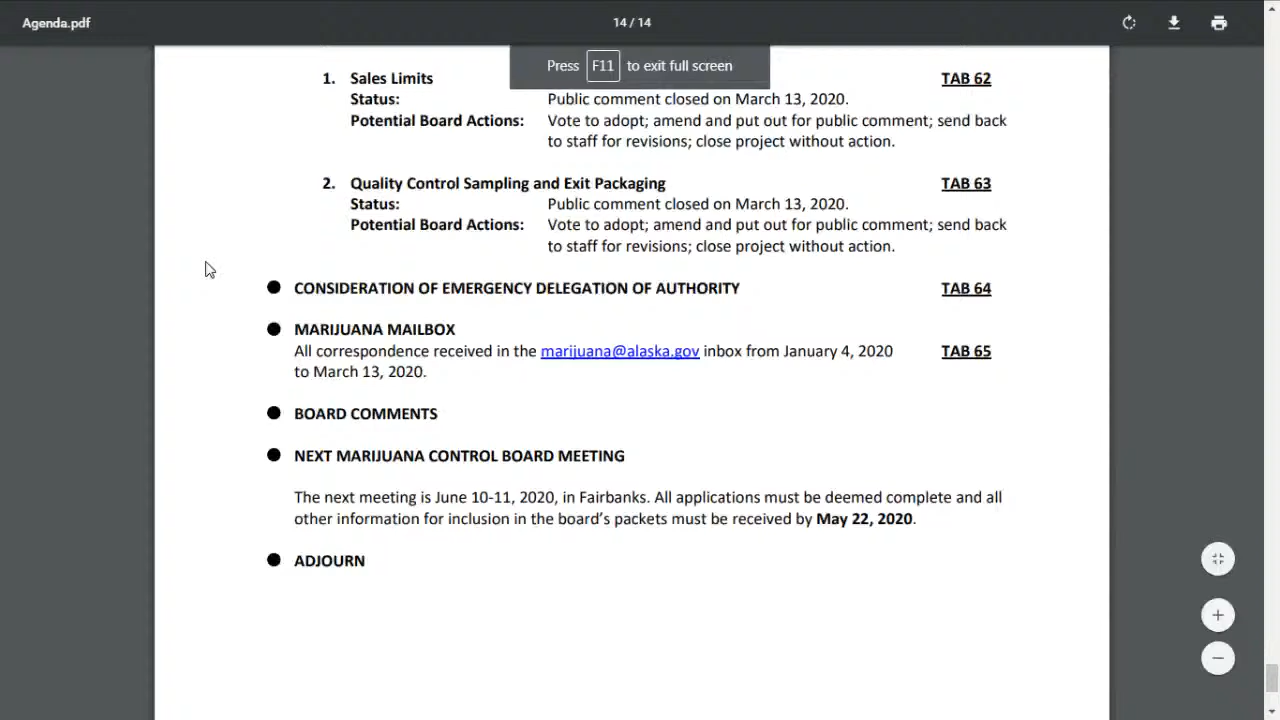 Agenda.pdf
14 / 14
Press F11 to exit full screen
1. Sales Limits TAB 62
Status: Public comment closed on March 13, 2020.
Potential Board Actions: Vote to adopt; amend and put out for public comment; send back
to staff for revisions; close project without action.
2. Quality Control Sampling and Exit Packaging TAB 63
Status: Public comment closed on March 13, 2020.
Potential Board Actions: Vote to adopt; amend and put out for public comment; send back
to staff for revisions; close project without action.
● CONSIDERATION OF EMERGENCY DELEGATION OF AUTHORITY TAB 64
● MARIJUANA MAILBOX
All correspondence received in the marijuana@alaska.gov inbox from January 4, 2020 TAB 65
to March 13, 2020.
● BOARD COMMENTS
● NEXT MARIJUANA CONTROL BOARD MEETING
The next meeting is June 10-11, 2020, in Fairbanks. All applications must be deemed complete and all
other information for inclusion in the board's packets must be received by May 22, 2020.
● ADJOURN